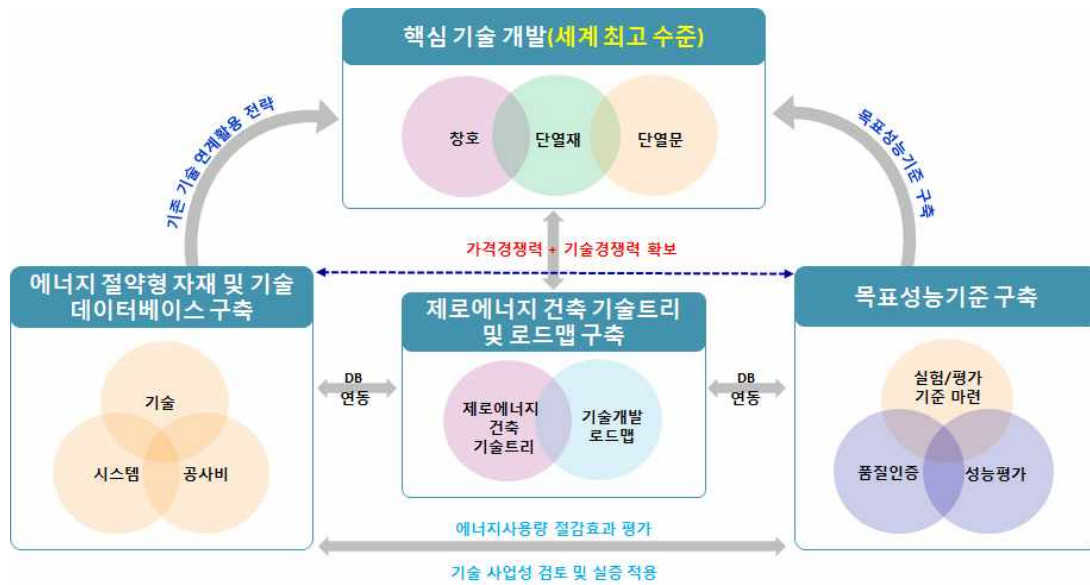 핵심 기술 개발(세계 최고 수준)
창호
단열재
단열문
기존 기술 연계활용 전략
목표성능기준 구축
가격경쟁력 + 기술경쟁력 확보
에너지 절약형 자재 및 기술
데이터베이스 구축
기술
시스템
공사비
DB
연동
제로에너지 건축 기술트리
및 로드맵 구축
제로에너지
건축
기술트리
기술개발
로드맵
DB
연동
목표성능기준 구축
실험/평가
기준 마련
품질인증
성능평가
에너지사용량 절감효과 평가
기술 사업성 검토 및 실증 적용